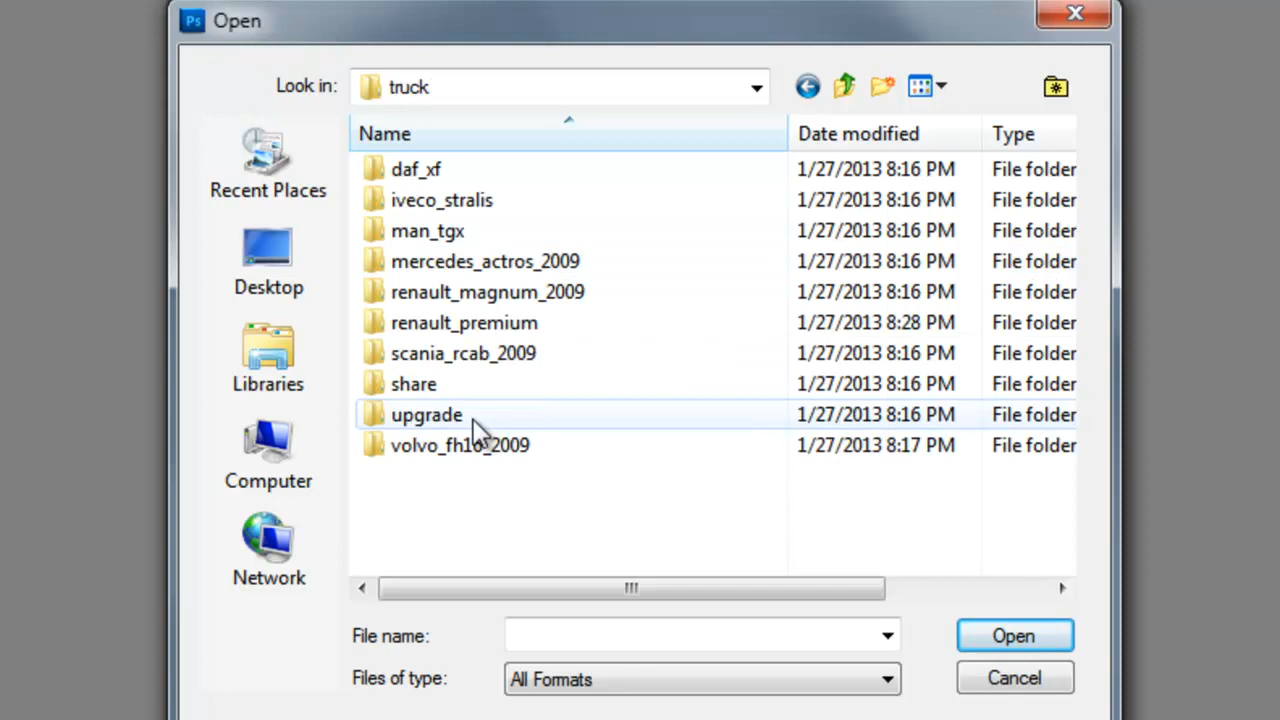 Ps Open
Look in: truck
Name Date modified Type
daf_xf 1/27/2013 8:16 PM File folder
iveco_stralis 1/27/2013 8:16 PM File folder
man_tgx 1/27/2013 8:16 PM File folder
mercedes_actros_2009 1/27/2013 8:16 PM File folder
renault_magnum_2009 1/27/2013 8:16 PM File folder
renault_premium 1/27/2013 8:28 PM File folder
scania_rcab_2009 1/27/2013 8:16 PM File folder
share 1/27/2013 8:16 PM File folder
upgrade 1/27/2013 8:16 PM File folder
volvo_fh16_2009 1/27/2013 8:17 PM File folder
Recent Places
Desktop
Libraries
Computer
Network
File name: Open
Files of type: All Formats Cancel